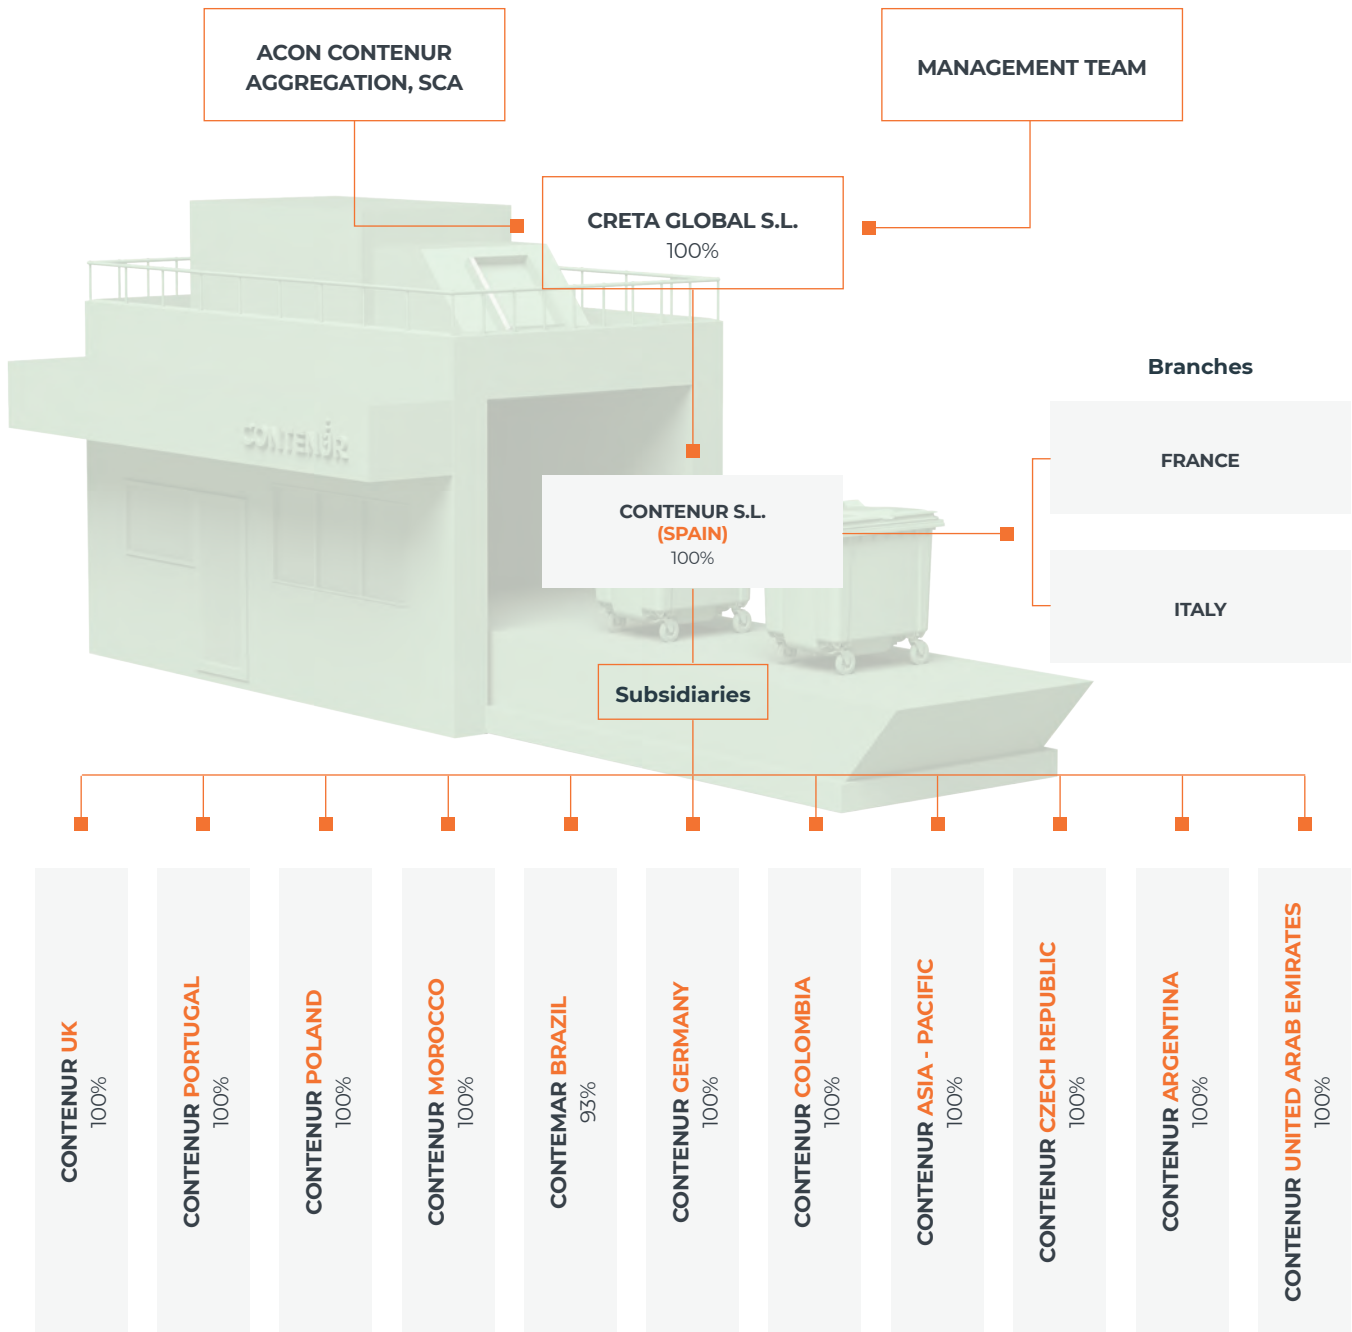 ACON CONTENUR
AGGREGATION, SCA
MANAGEMENT TEAM
CRETA GLOBAL S.L.
100%
Branches
FRANCE
ITALY
CONTENUR
CONTENUR S.L.
(SPAIN)
100%
Subsidiaries
CONTENUR UK
100%
CONTENUR PORTUGAL
100%
CONTENUR POLAND
100%
CONTENUR MOROCCO
100%
CONTEMAR BRAZIL
93%
CONTENUR GERMANY
100%
CONTENUR COLOMBIA
100%
CONTENUR ASIA - PACIFIC
100%
CONTENUR CZECH REPUBLIC
100%
CONTENUR ARGENTINA
100%
CONTENUR UNITED ARAB EMIRATES
100%